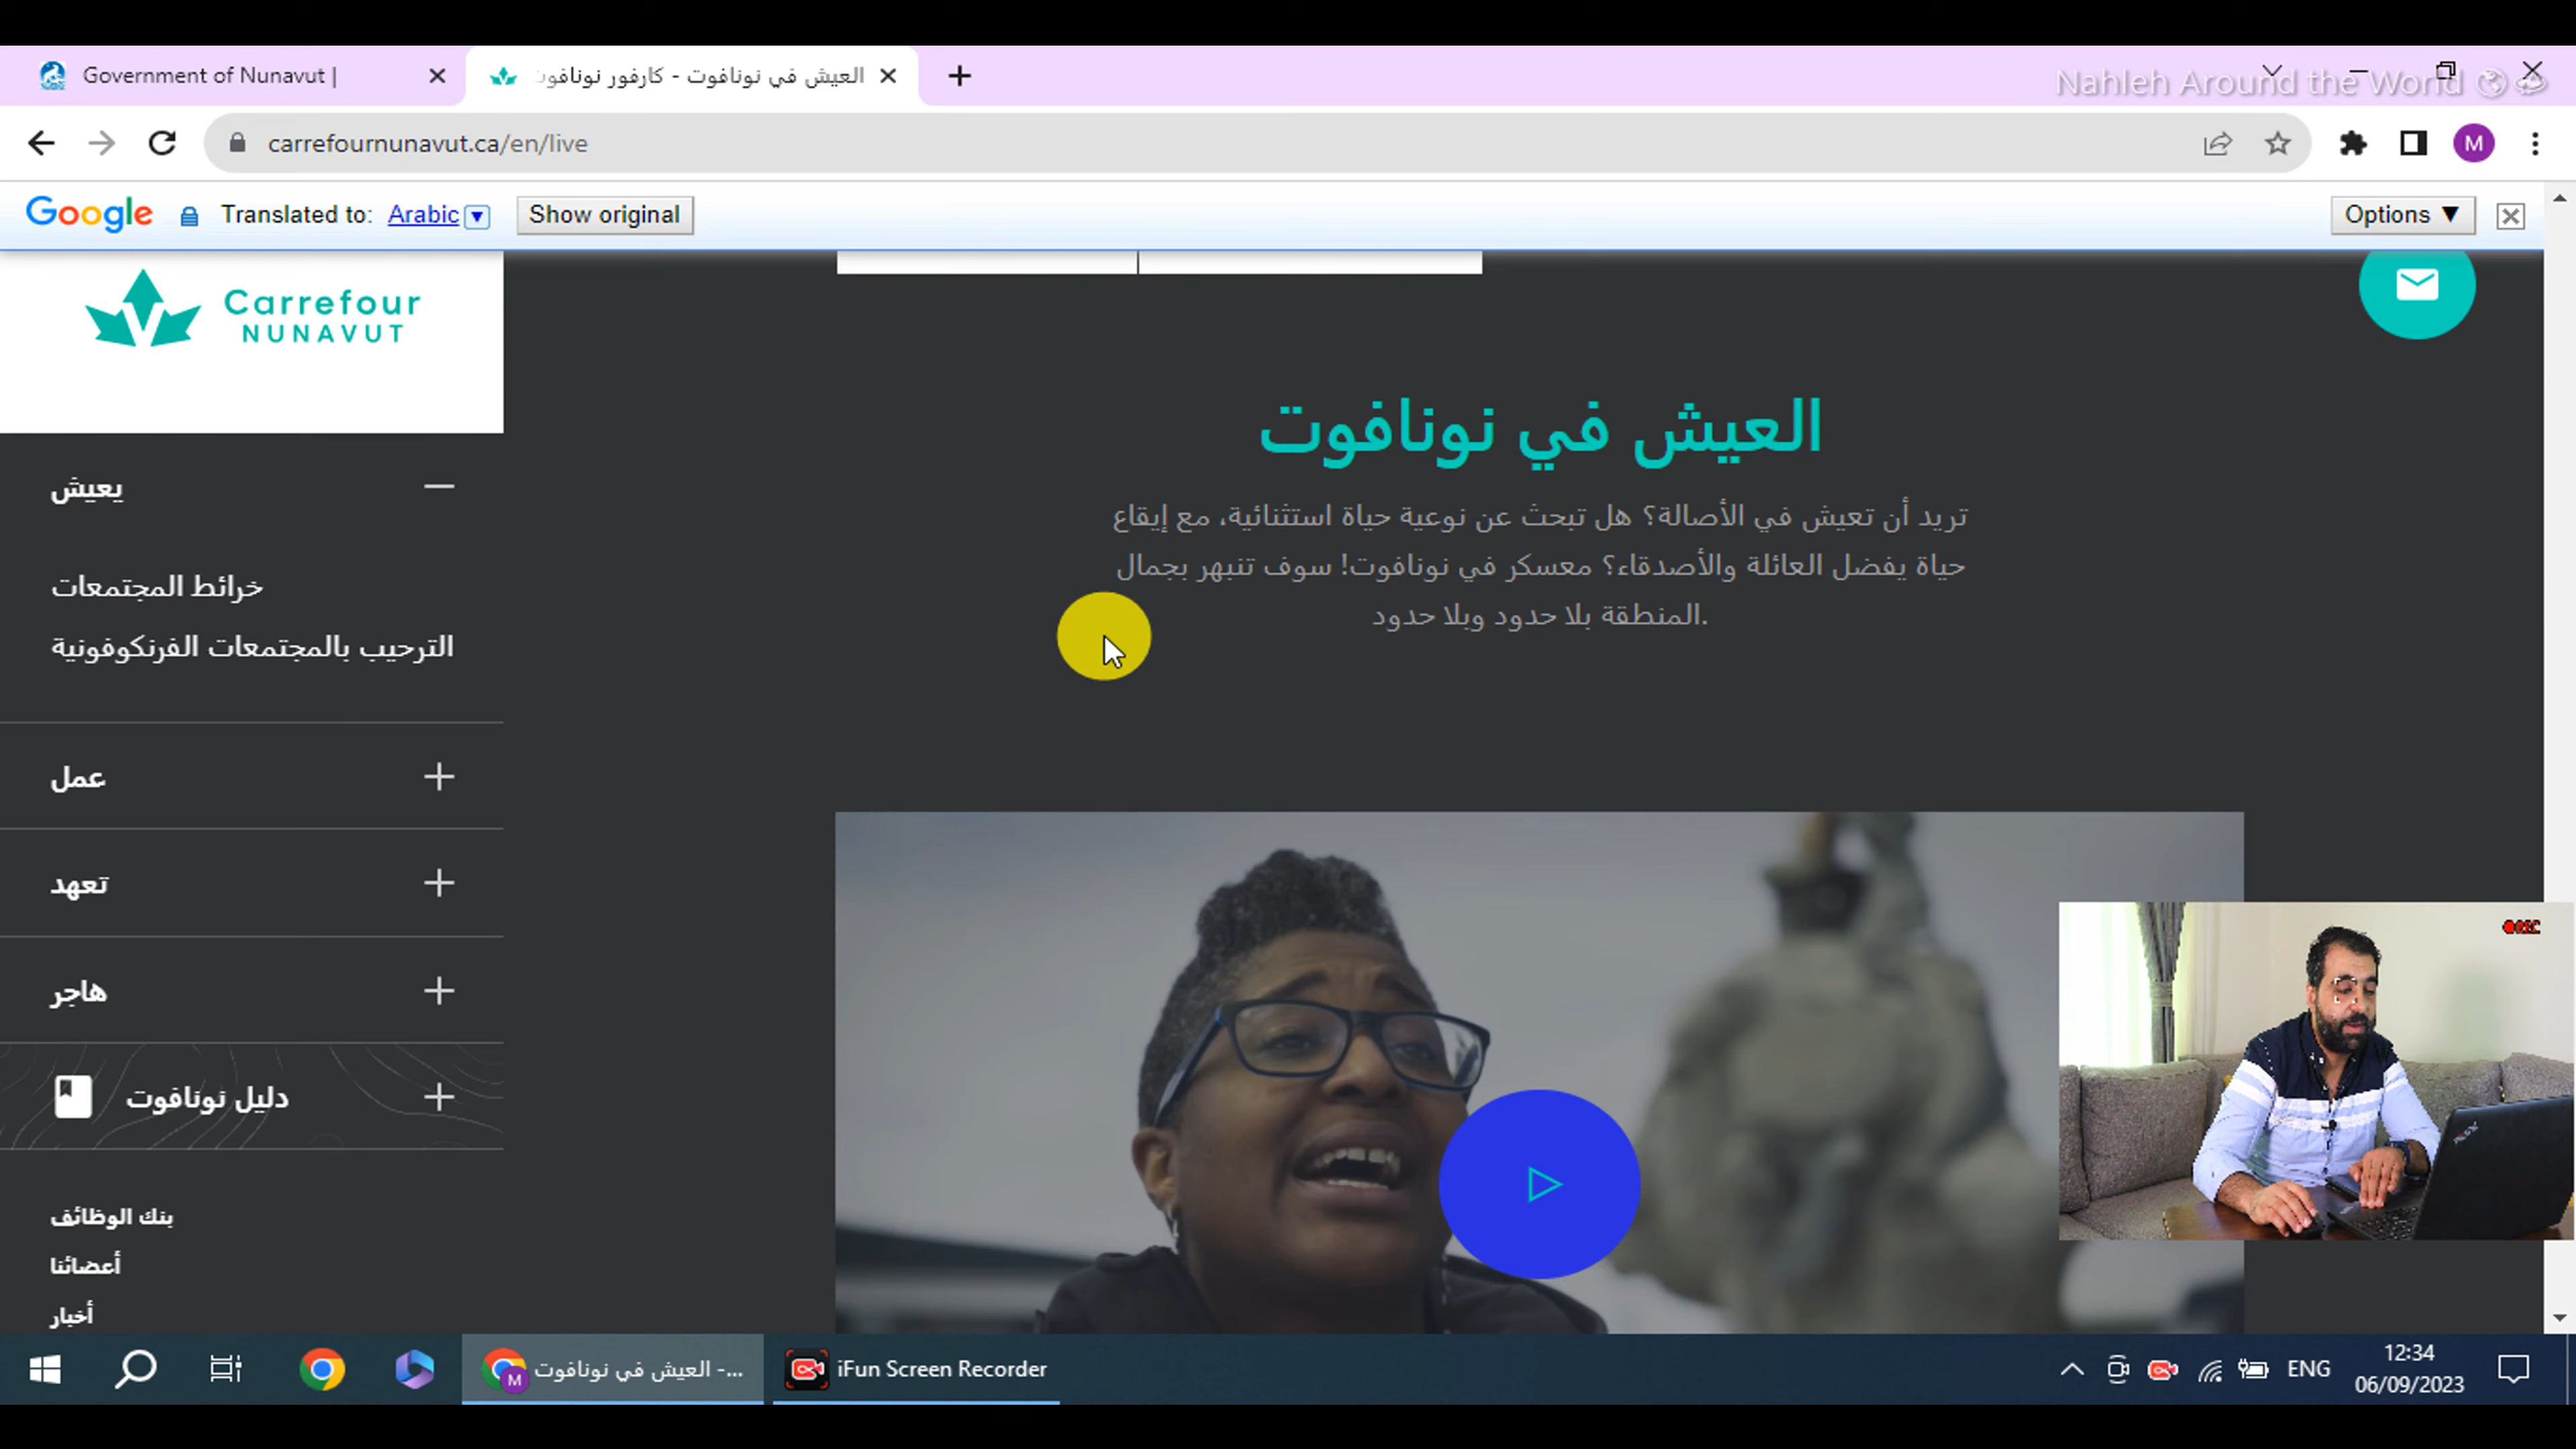 Government of Nunavut |
العيش في نونافوت - كارفور نونافوت
Nahleh Around the World
carrefournunavut.ca/en/live
Google
Translated to: Arabic
Show original
Options ▼
Carrefour
NUNAVUT
يعيش
خرائط المجتمعات
الترحيب بالمجتمعات الفرنكوفونية
عمل
تعهد
هاجر
دليل نونافوت
بنك الوظائف
أعضائنا
أخبار
العيش في نونافوت
تريد أن تعيش في الأصالة؟ هل تبحث عن نوعية حياة استثنائية، مع إيقاع
حياة يفضل العائلة والأصدقاء؟ معسكر في نونافوت! سوف تنبهر بجمال
المنطقة بلا حدود وبلا حدود.
REC
M
العيش في نونافوت -...
iFun Screen Recorder
ENG
12:34
06/09/2023